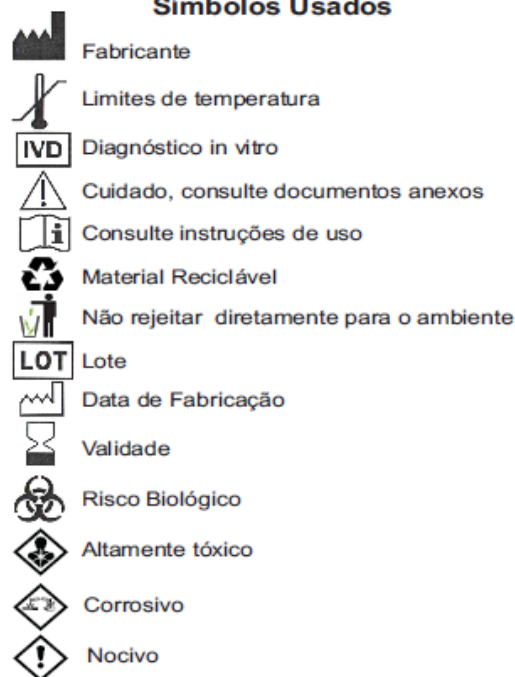 Símbolos Usados
Fabricante
Limites de temperatura
IVD Diagnóstico in vitro
Cuidado, consulte documentos anexos
i Consulte instruções de uso
Material Reciclável
Não rejeitar diretamente para o ambiente
LOT Lote
Data de Fabricação
Validade
Risco Biológico
Altamente tóxico
Corrosivo
Nocivo